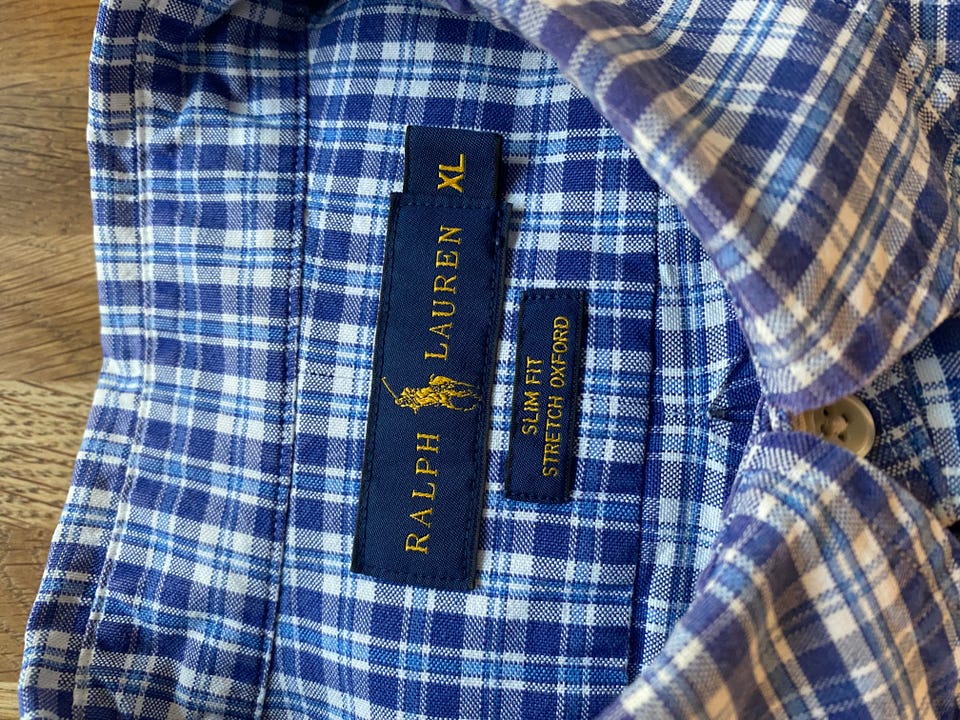 RALPH LAUREN XL
SLIM FIT
STRETCH OXFORD